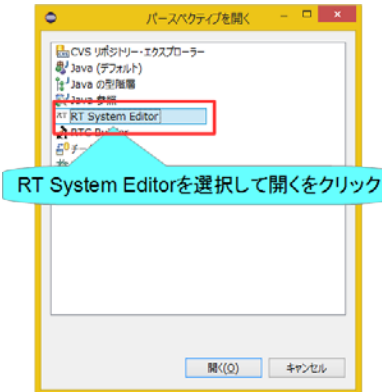 パースペクティブを開く
CVS リポジトリー・エクスプローラー
Java (デフォルト)
Java の型階層
Java 参照
RT System Editor
RTC Bu
チー
RT System Editorを選択して開くをクリック
開く(O)
キャンセル